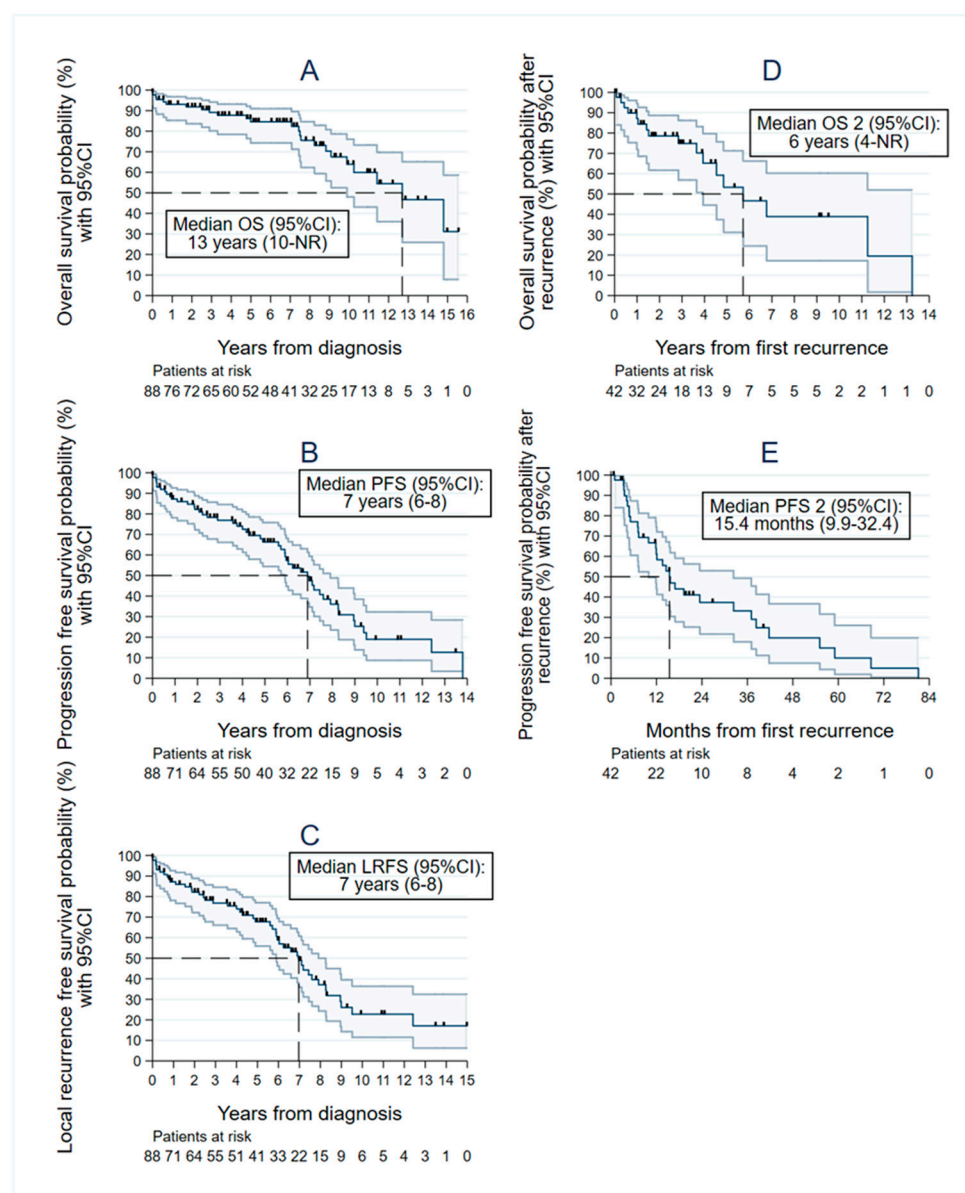 A
Overall survival probability (%)
with 95%CI
100
90
80
70
60
50
40
30
20
10
0
Median OS (95%CI):
13 years (10-NR)
0 1 2 3 4 5 6 7 8 9 10 11 12 13 14 15 16
Years from diagnosis
Patients at risk
88 76 72 65 60 52 48 41 32 25 17 13 8 5 3 1 0
D
Overall survival probability after
recurrence (%) with 95%CI
100
90
80
70
60
50
40
30
20
10
0
Median OS 2 (95%CI):
6 years (4-NR)
0 1 2 3 4 5 6 7 8 9 10 11 12 13 14
Years from first recurrence
Patients at risk
42 32 24 18 13 9 7 5 5 5 2 2 1 1 0
B
Progression free survival probability (%)
with 95%CI
100
90
80
70
60
50
40
30
20
10
0
Median PFS (95%CI):
7 years (6-8)
0 1 2 3 4 5 6 7 8 9 10 11 12 13 14
Years from diagnosis
Patients at risk
88 71 64 55 50 40 32 22 15 9 5 4 3 2 0
E
Progression free survival probability after
recurrence (%) with 95%CI
100
90
80
70
60
50
40
30
20
10
0
Median PFS 2 (95%CI):
15.4 months (9.9-32.4)
0 12 24 36 48 60 72 84
Months from first recurrence
Patients at risk
42 22 10 8 4 2 1 0
C
Local recurrence free survival probability (%)
with 95%CI
100
90
80
70
60
50
40
30
20
10
0
Median LRFS (95%CI):
7 years (6-8)
0 1 2 3 4 5 6 7 8 9 10 11 12 13 14 15
Years from diagnosis
Patients at risk
88 71 64 55 51 41 33 22 15 9 6 5 4 3 1 0